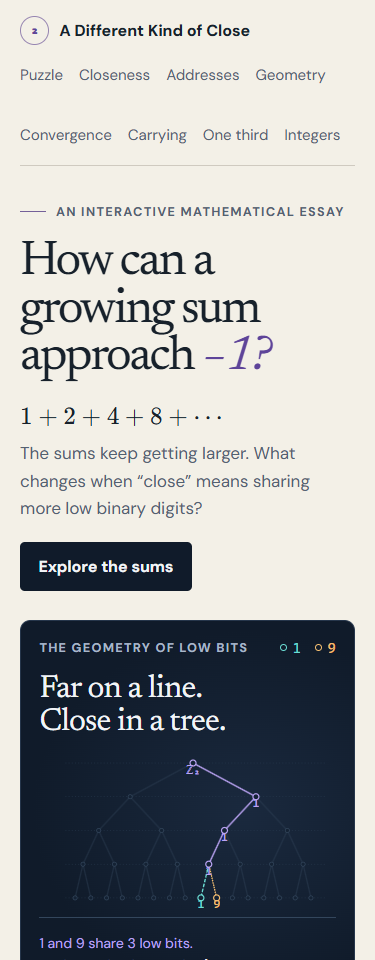 2 A Different Kind of Close
Puzzle Closeness Addresses Geometry
Convergence Carrying One third Integers
AN INTERACTIVE MATHEMATICAL ESSAY
How can a
growing sum
approach −1?
1 + 2 + 4 + 8 + ···
The sums keep getting larger. What
changes when “close” means sharing
more low binary digits?
Explore the sums
THE GEOMETRY OF LOW BITS 1 9
Far on a line.
Close in a tree.
ℤ₂
1
1
1 9
1 and 9 share 3 low bits.